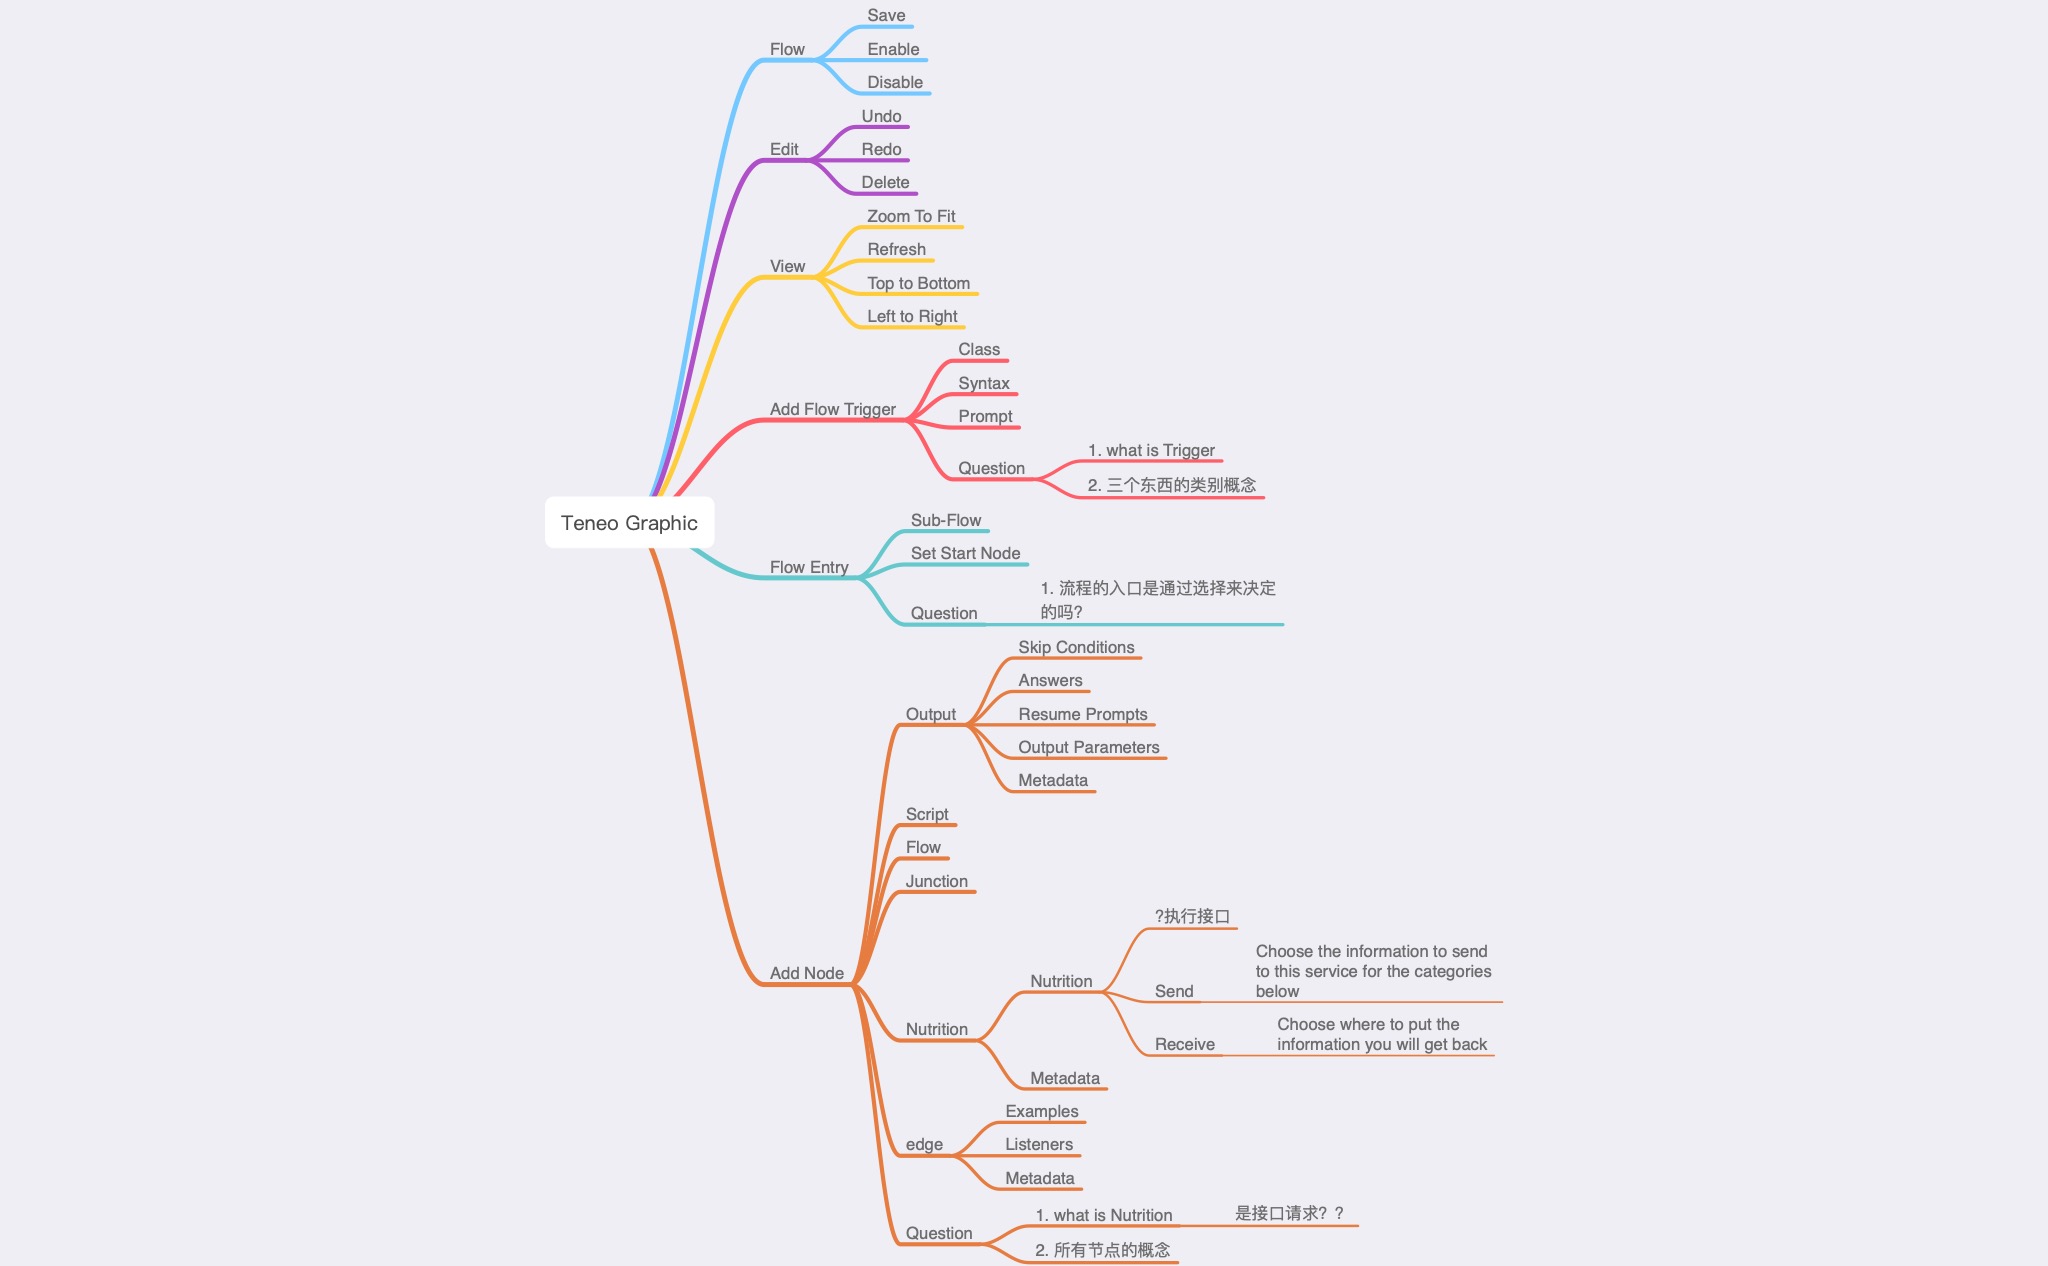 Save
Flow
Enable
Disable
Undo
Edit
Redo
Delete
Zoom To Fit
Refresh
View
Top to Bottom
Left to Right
Class
Syntax
Add Flow Trigger
Prompt
1. what is Trigger
Question
2. 三个东西的类别概念
Teneo Graphic
Sub-Flow
Set Start Node
Flow Entry
1. 流程的入口是通过选择来决定
的吗?
Question
Skip Conditions
Answers
Output
Resume Prompts
Output Parameters
Metadata
Script
Flow
Junction
?执行接口
Choose the information to send
to this service for the categories
below
Add Node
Nutrition
Send
Choose where to put the
information you will get back
Nutrition
Receive
Metadata
Examples
edge
Listeners
Metadata
1. what is Nutrition
是接口请求？？
Question
2. 所有节点的概念